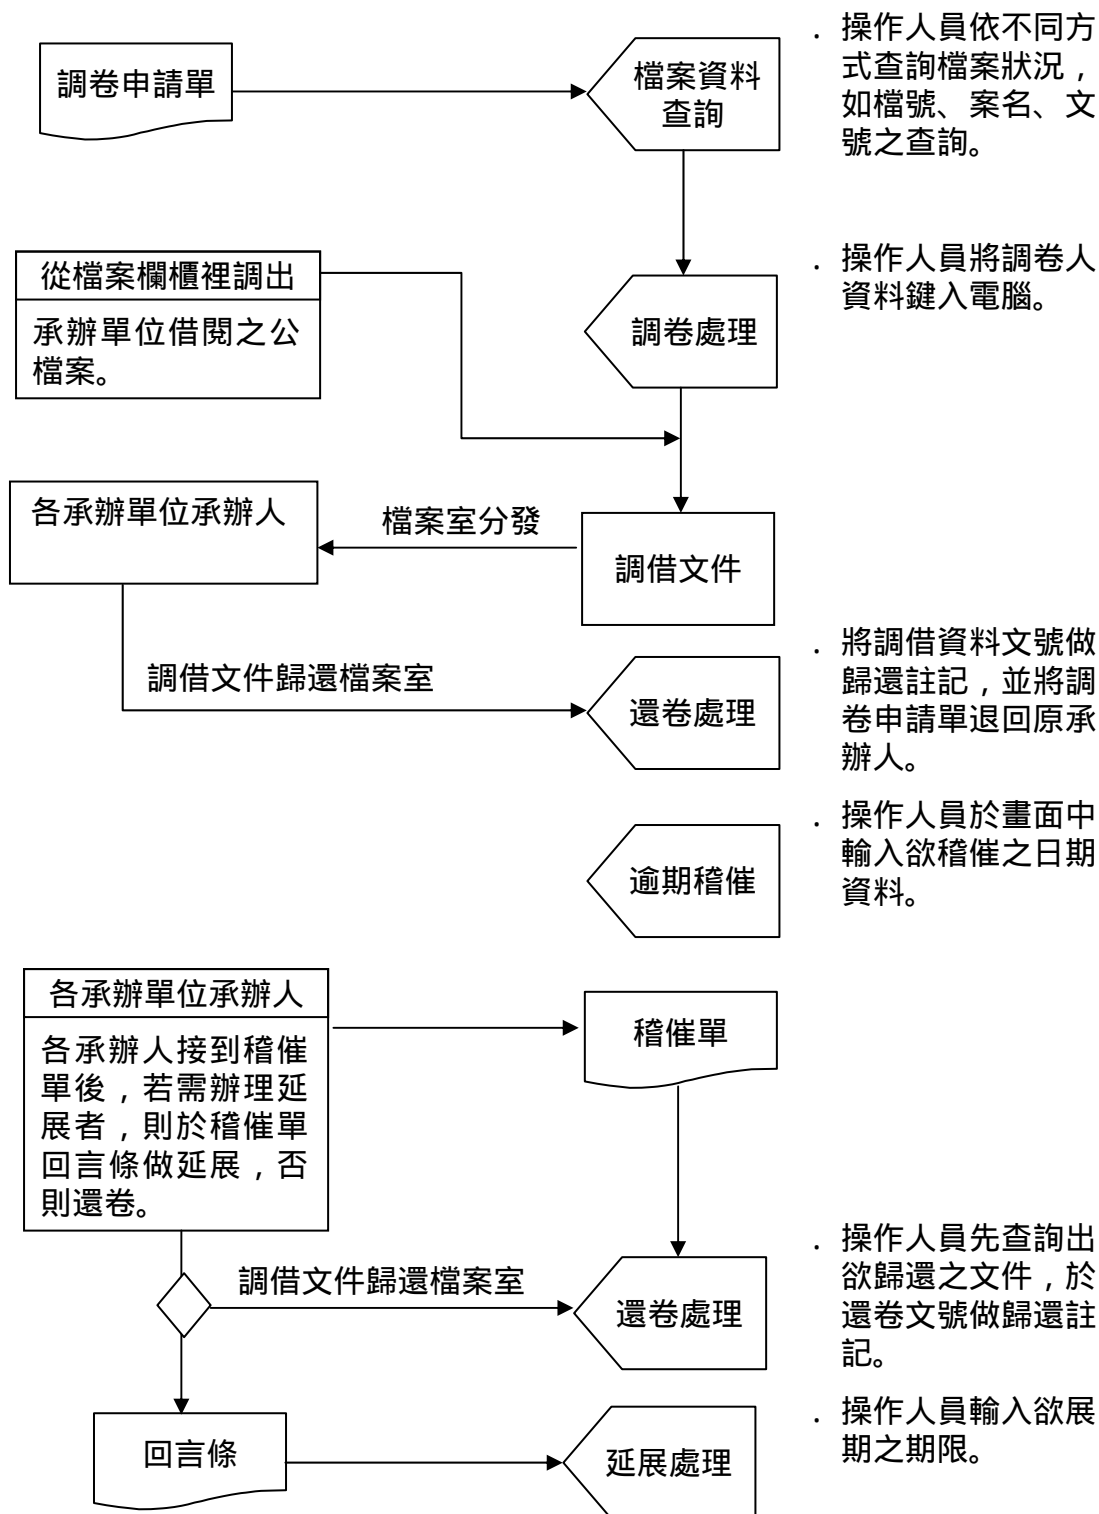 調卷申請單
檔案資料
查詢
．操作人員依不同方
式查詢檔案狀況，
如檔號、案名、文
號之查詢。
從檔案欄櫃裡調出
承辦單位借閱之公
檔案。
調卷處理
．操作人員將調卷人
資料鍵入電腦。
各承辦單位承辦人
檔案室分發
調借文件
調借文件歸還檔案室
還卷處理
．將調借資料文號做
歸還註記，並將調
卷申請單退回原承
辦人。
逾期稽催
．操作人員於畫面中
輸入欲稽催之日期
資料。
各承辦單位承辦人
各承辦人接到稽催
單後，若需辦理延
展者，則於稽催單
回言條做延展，否
則還卷。
稽催單
調借文件歸還檔案室
還卷處理
．操作人員先查詢出
欲歸還之文件，於
還卷文號做歸還註
記。
回言條
延展處理
．操作人員輸入欲展
期之期限。